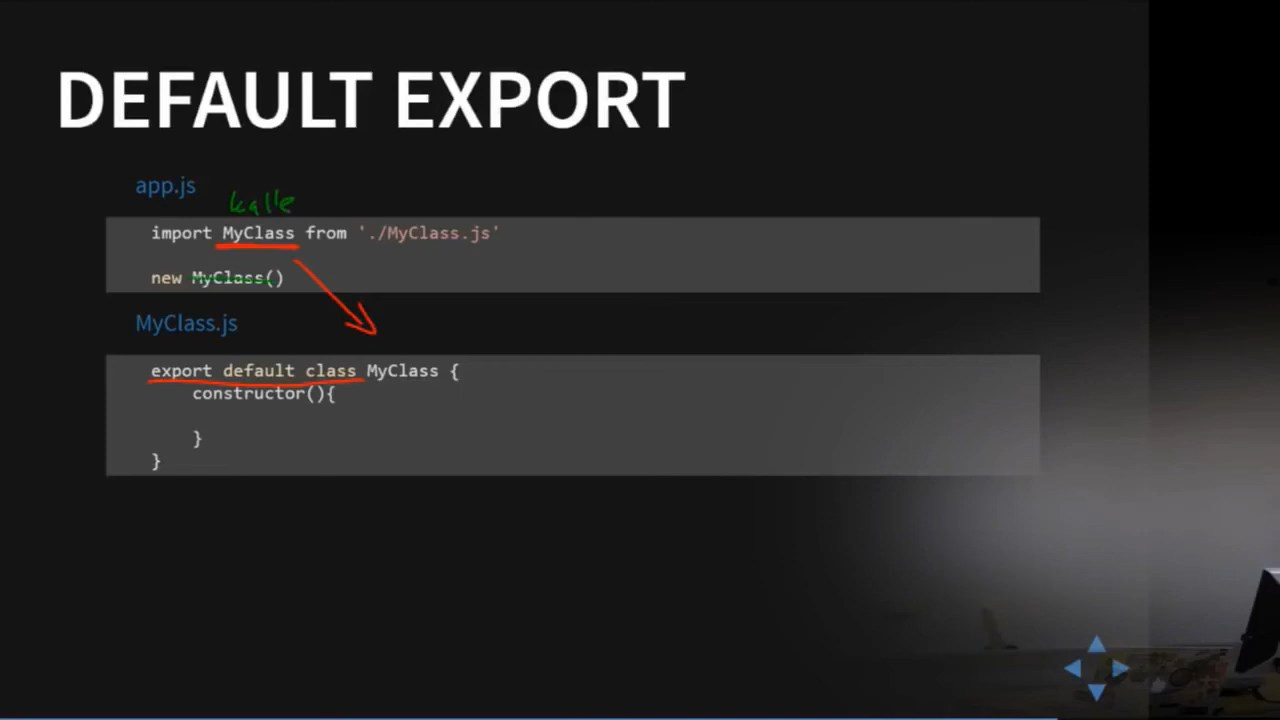 DEFAULT EXPORT
app.js
kalle
import MyClass from './MyClass.js'
new MyClass()
MyClass.js
export default class MyClass {
constructor(){
}
}